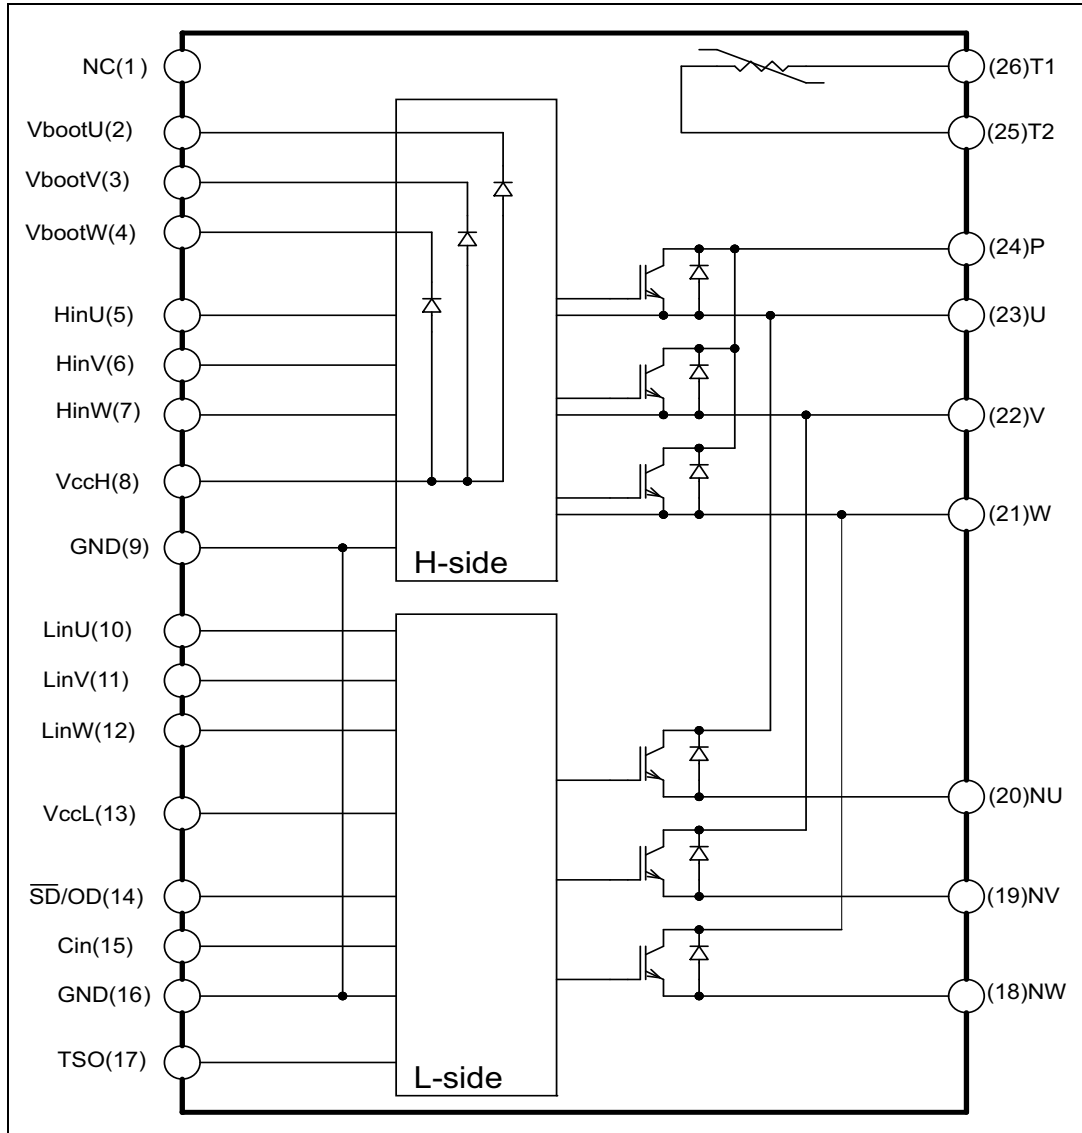 NC(1)
VbootU(2)
VbootV(3)
VbootW(4)
HinU(5)
HinV(6)
HinW(7)
VccH(8)
GND(9)
LinU(10)
LinV(11)
LinW(12)
VccL(13)
SD/OD(14)
Cin(15)
GND(16)
TSO(17)
H-side
L-side
(26)T1
(25)T2
(24)P
(23)U
(22)V
(21)W
(20)NU
(19)NV
(18)NW